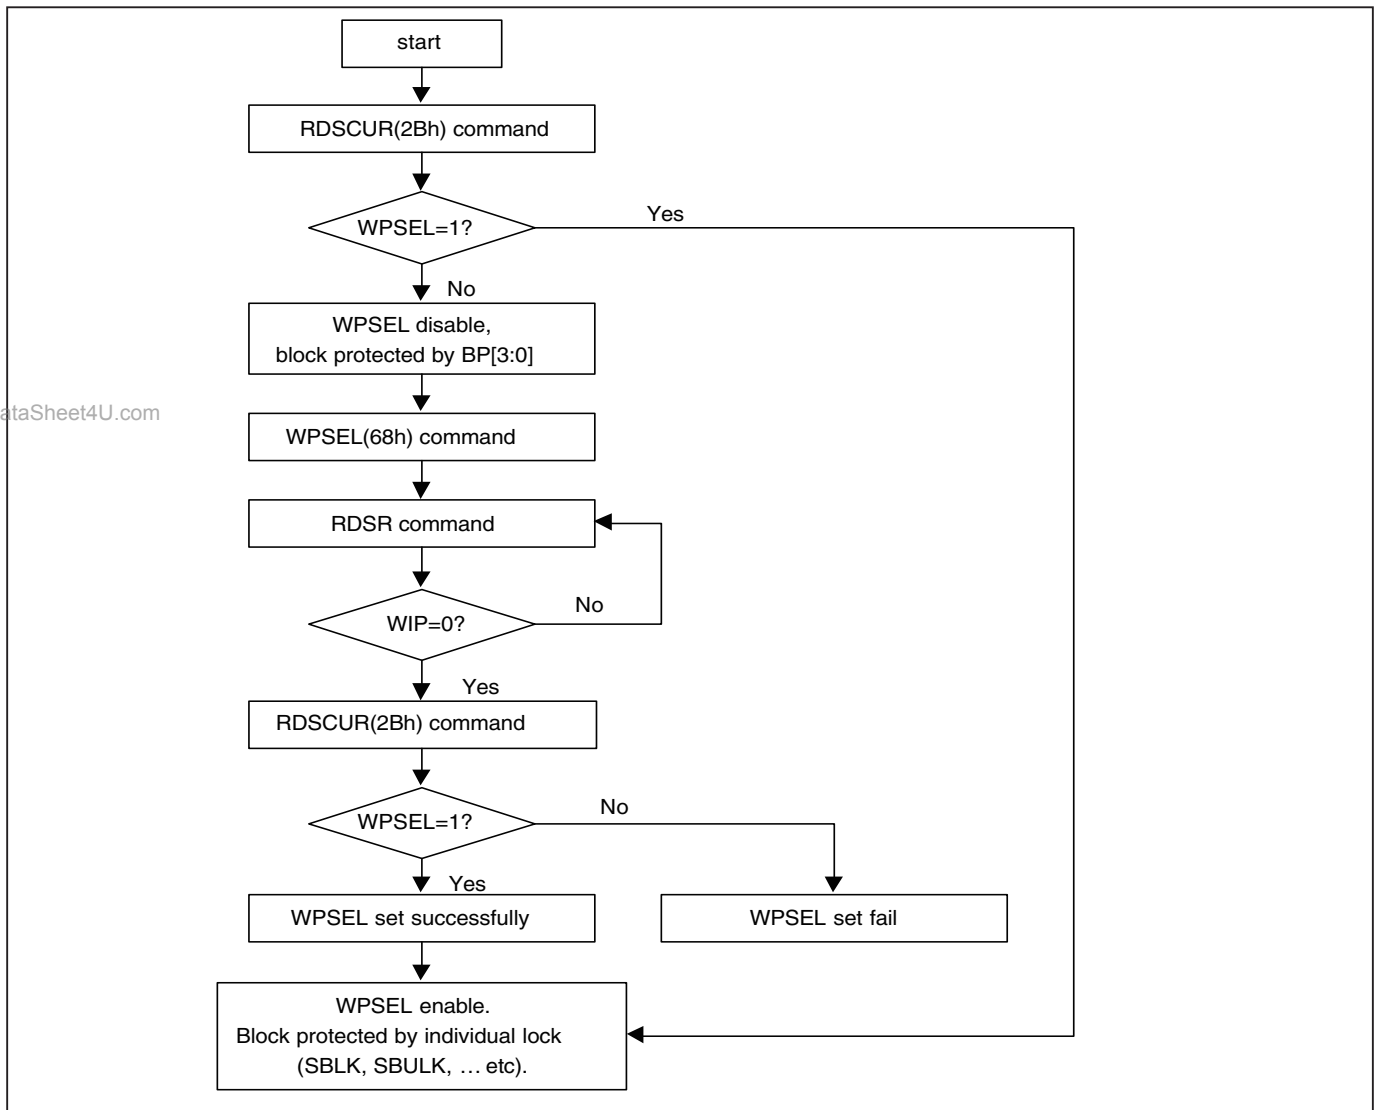 start
RDSCUR(2Bh) command
WPSEL=1?
Yes
No
WPSEL disable,
block protected by BP[3:0]
ataSheet4U.com
WPSEL(68h) command
RDSR command
WIP=0?
No
Yes
RDSCUR(2Bh) command
WPSEL=1?
No
Yes
WPSEL set successfully
WPSEL set fail
WPSEL enable.
Block protected by individual lock
(SBLK, SBULK, … etc).